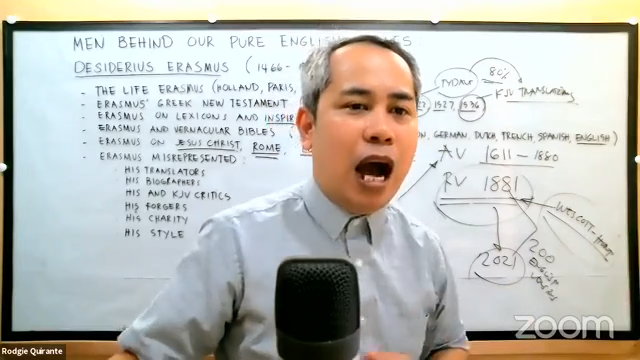 MEN BEHIND OUR PURE ENGLISH
DESIDERIUS ERASMUS (1466-
- THE LIFE ERASMUS (HOLLAND, PARIS,
- ERASMUS' GREEK NEW TESTAMENT
- ERASMUS ON LEXICONS AND INSPIR
- ERASMUS AND VERNACULAR BIBLES
- ERASMUS ON JESUS CHRIST, ROME,
- ERASMUS MISREPRESENTED:
HIS TRANSLATORS
HIS BIOGRAPHERS
HIS AND KJV CRITICS
HIS FORGERS
HIS CHARITY
HIS STYLE
80%
KJV TRANSLATIONS
1527 1536
GERMAN, DUTCH, FRENCH, SPANISH, ENGLISH)
AV 1611-1880
RV 1881
WESCOTT-HORT
2021
200
ENGLISH
Rodgie Quirante
zoom